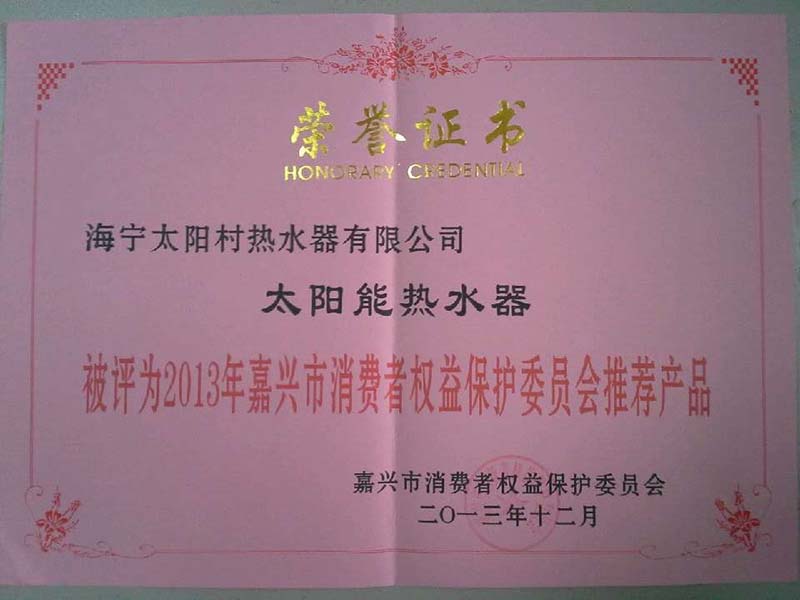 荣誉证书
HONORARY CREDENTIAL
海宁太阳村热水器有限公司
太阳能热水器
被评为2013年嘉兴市消费者权益保护委员会推荐产品
嘉兴市消费者权益保护委员会
二〇一三年十二月